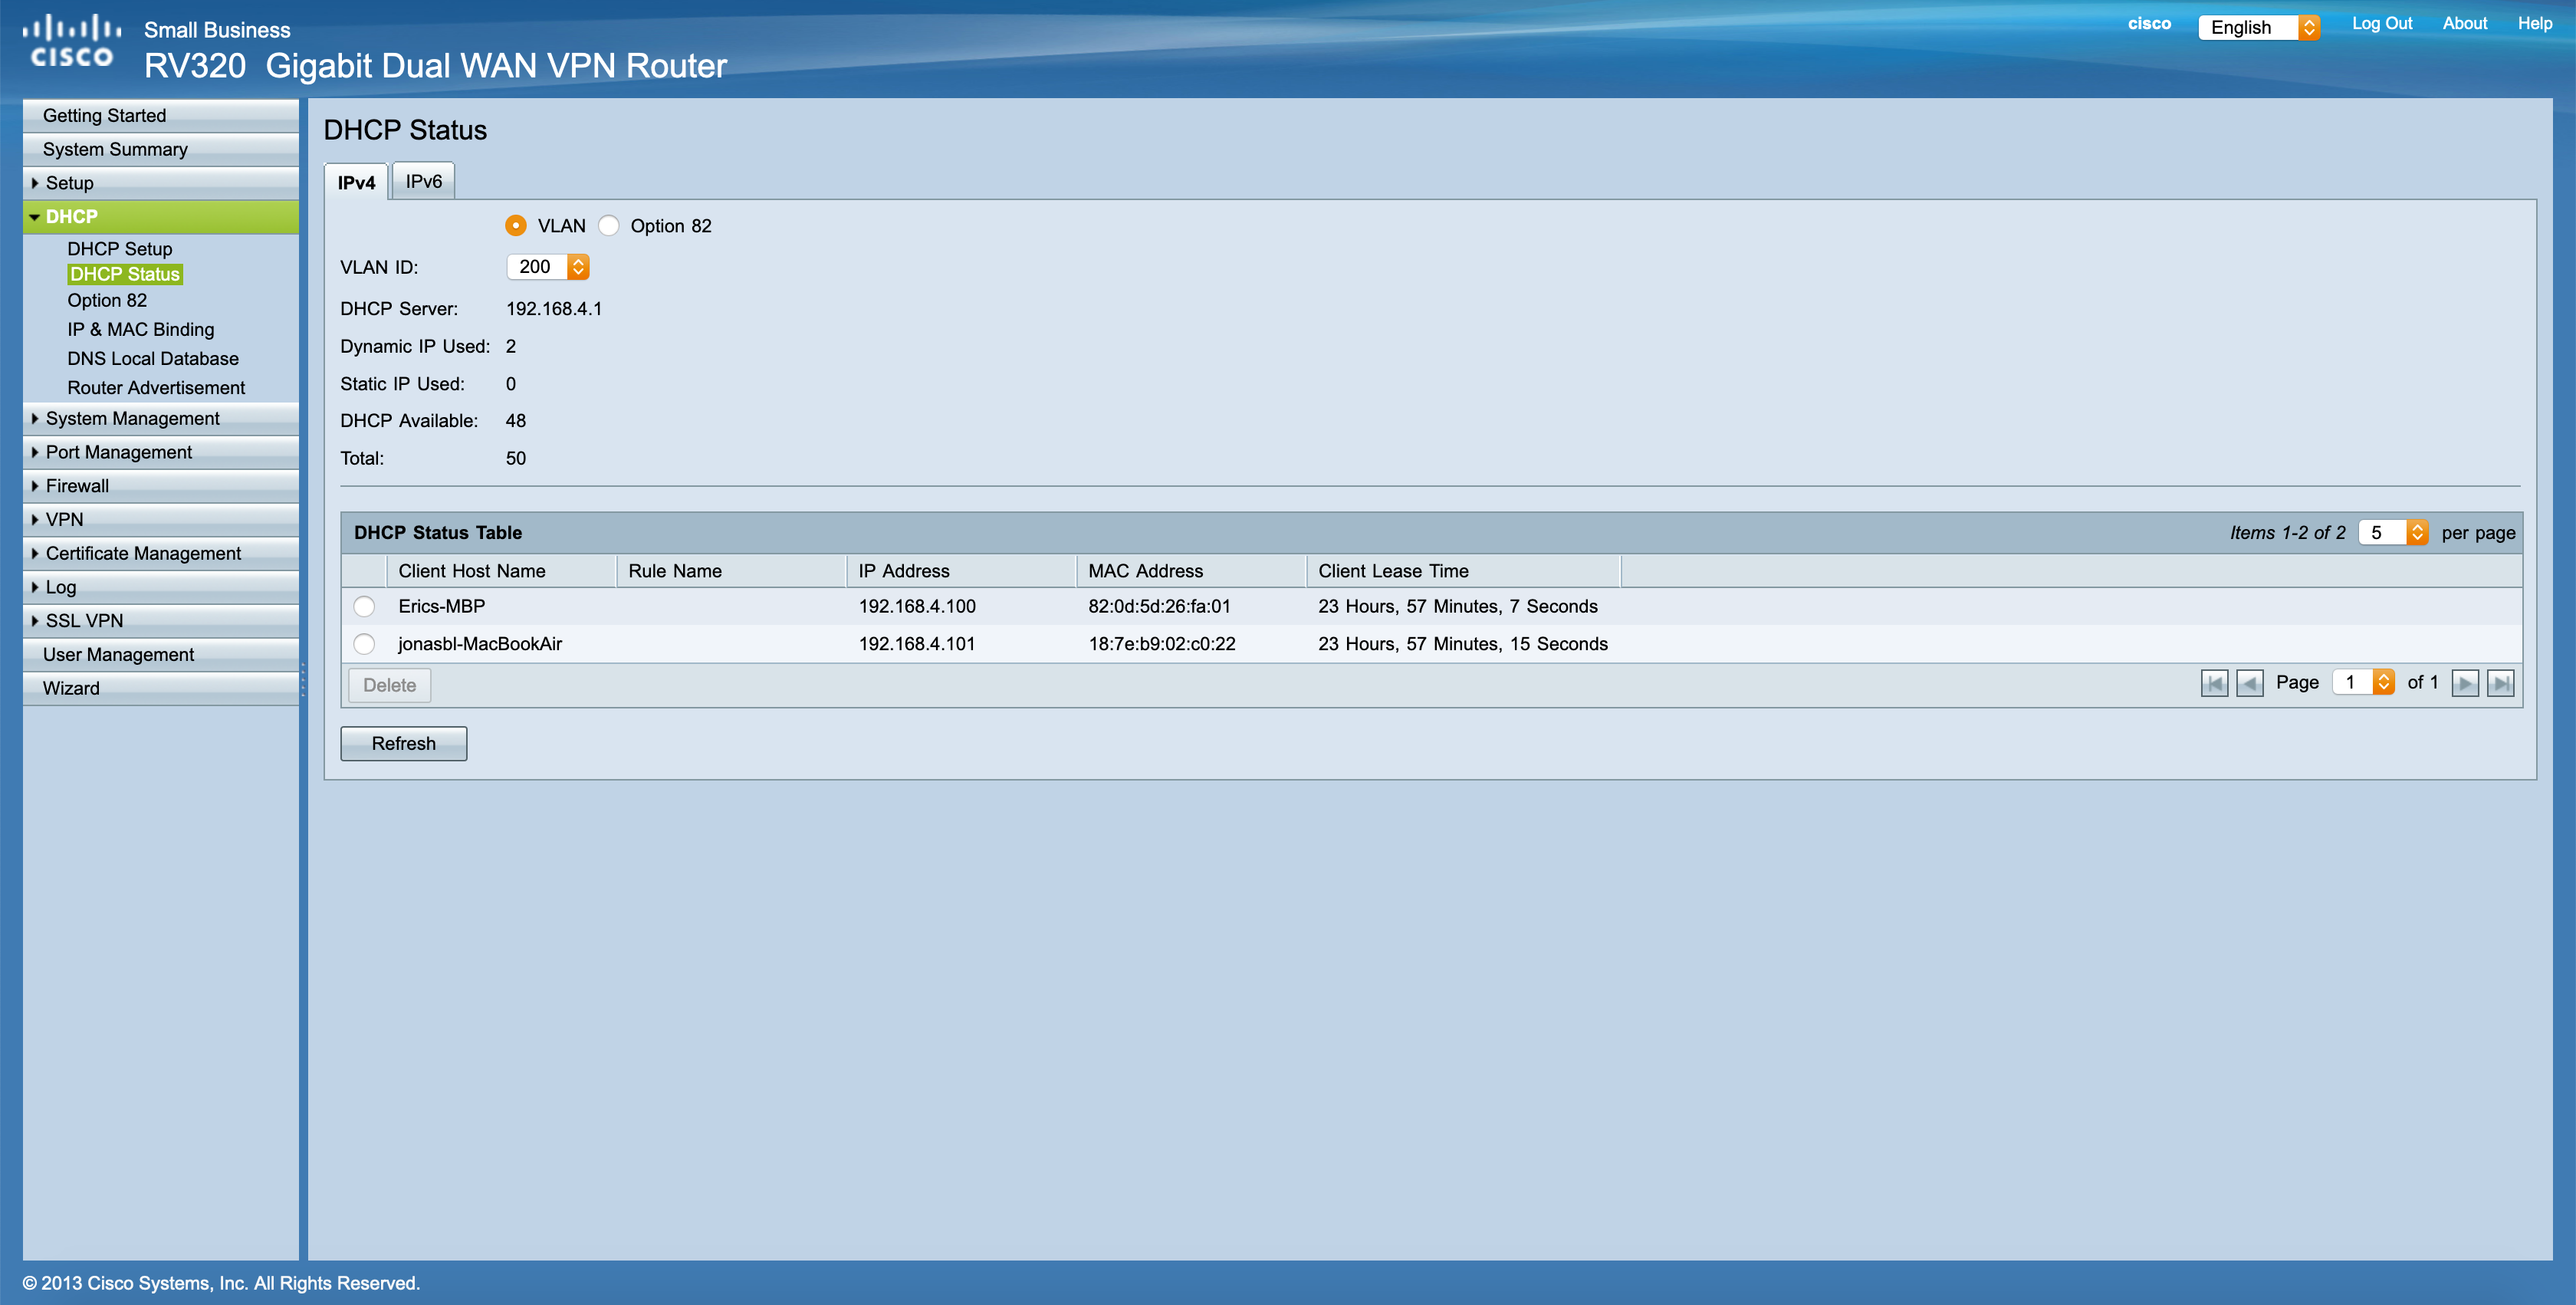 CISCO
Small Business
RV320 Gigabit Dual WAN VPN Router
cisco English Log Out About Help
Getting Started
System Summary
Setup
DHCP
DHCP Setup
DHCP Status
Option 82
IP & MAC Binding
DNS Local Database
Router Advertisement
System Management
Port Management
Firewall
VPN
Certificate Management
Log
SSL VPN
User Management
Wizard
DHCP Status
IPv4 IPv6
VLAN Option 82
VLAN ID: 200
DHCP Server: 192.168.4.1
Dynamic IP Used: 2
Static IP Used: 0
DHCP Available: 48
Total: 50
DHCP Status Table Items 1-2 of 2 5 per page
Client Host Name Rule Name IP Address MAC Address Client Lease Time
Erics-MBP 192.168.4.100 82:0d:5d:26:fa:01 23 Hours, 57 Minutes, 7 Seconds
jonasbl-MacBookAir 192.168.4.101 18:7e:b9:02:c0:22 23 Hours, 57 Minutes, 15 Seconds
Delete Page 1 of 1
Refresh
© 2013 Cisco Systems, Inc. All Rights Reserved.